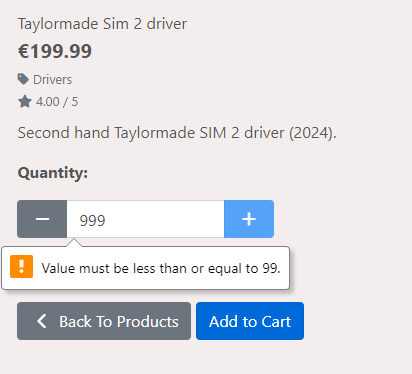 Taylormade Sim 2 driver
€199.99
Drivers
4.00 / 5
Second hand Taylormade SIM 2 driver (2024).
Quantity:
− 999 +
! Value must be less than or equal to 99.
Back To Products Add to Cart